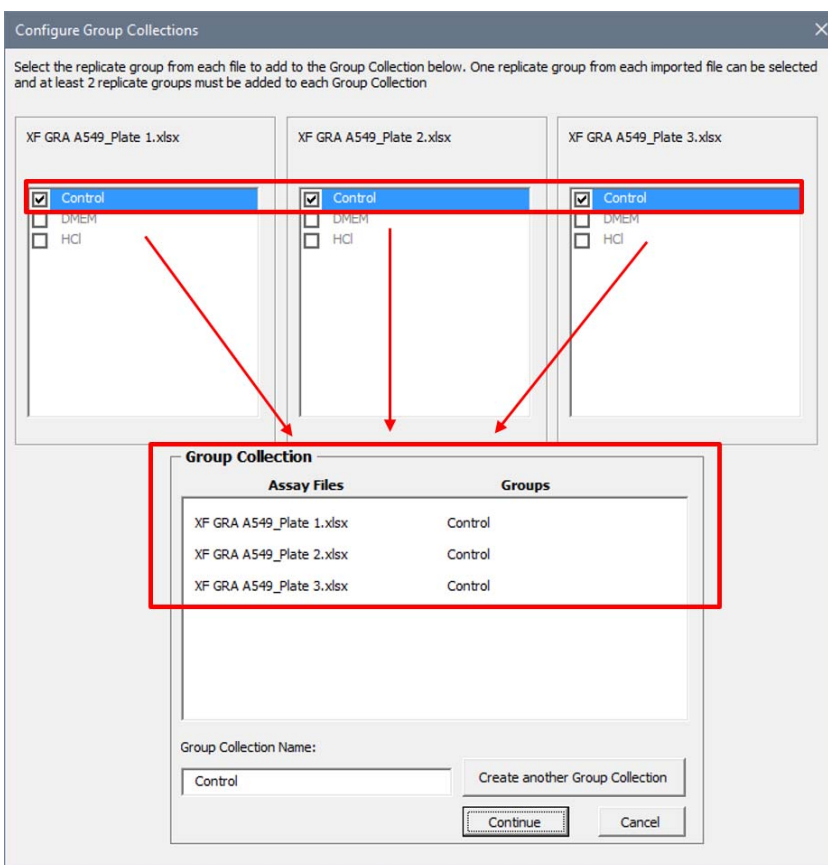 Configure Group Collections
Select the replicate group from each file to add to the Group Collection below. One replicate group from each imported file can be selected
and at least 2 replicate groups must be added to each Group Collection
XF GRA A549_Plate 1.xlsx
Control
DMEM
HCl
XF GRA A549_Plate 2.xlsx
Control
DMEM
HCl
XF GRA A549_Plate 3.xlsx
Control
DMEM
HCl
Group Collection
Assay Files Groups
XF GRA A549_Plate 1.xlsx Control
XF GRA A549_Plate 2.xlsx Control
XF GRA A549_Plate 3.xlsx Control
Group Collection Name:
Control
Create another Group Collection
Continue Cancel